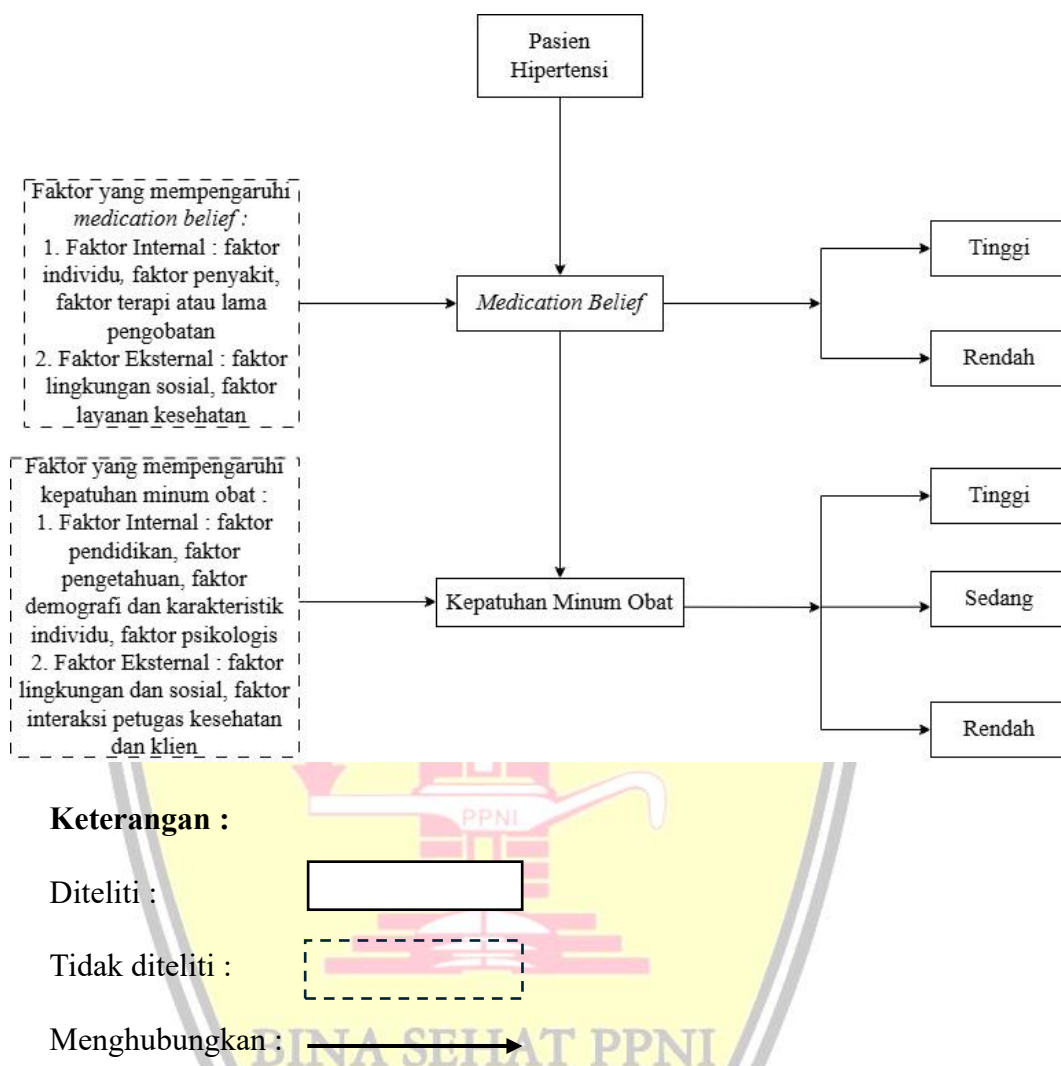 Pasien
Hipertensi
Faktor yang mempengaruhi
medication belief :
1. Faktor Internal : faktor
individu, faktor penyakit,
faktor terapi atau lama
pengobatan
2. Faktor Eksternal : faktor
lingkungan sosial, faktor
layanan kesehatan
Medication Belief
Tinggi
Rendah
Faktor yang mempengaruhi
kepatuhan minum obat :
1. Faktor Internal : faktor
pendidikan, faktor
pengetahuan, faktor
demografi dan karakteristik
individu, faktor psikologis
2. Faktor Eksternal : faktor
lingkungan dan sosial, faktor
interaksi petugas kesehatan
dan klien
Kepatuhan Minum Obat
Tinggi
Sedang
Rendah
PPNI
Keterangan :
Diteliti :
Tidak diteliti :
Menghubungkan :
BINA SEHAT PPNI